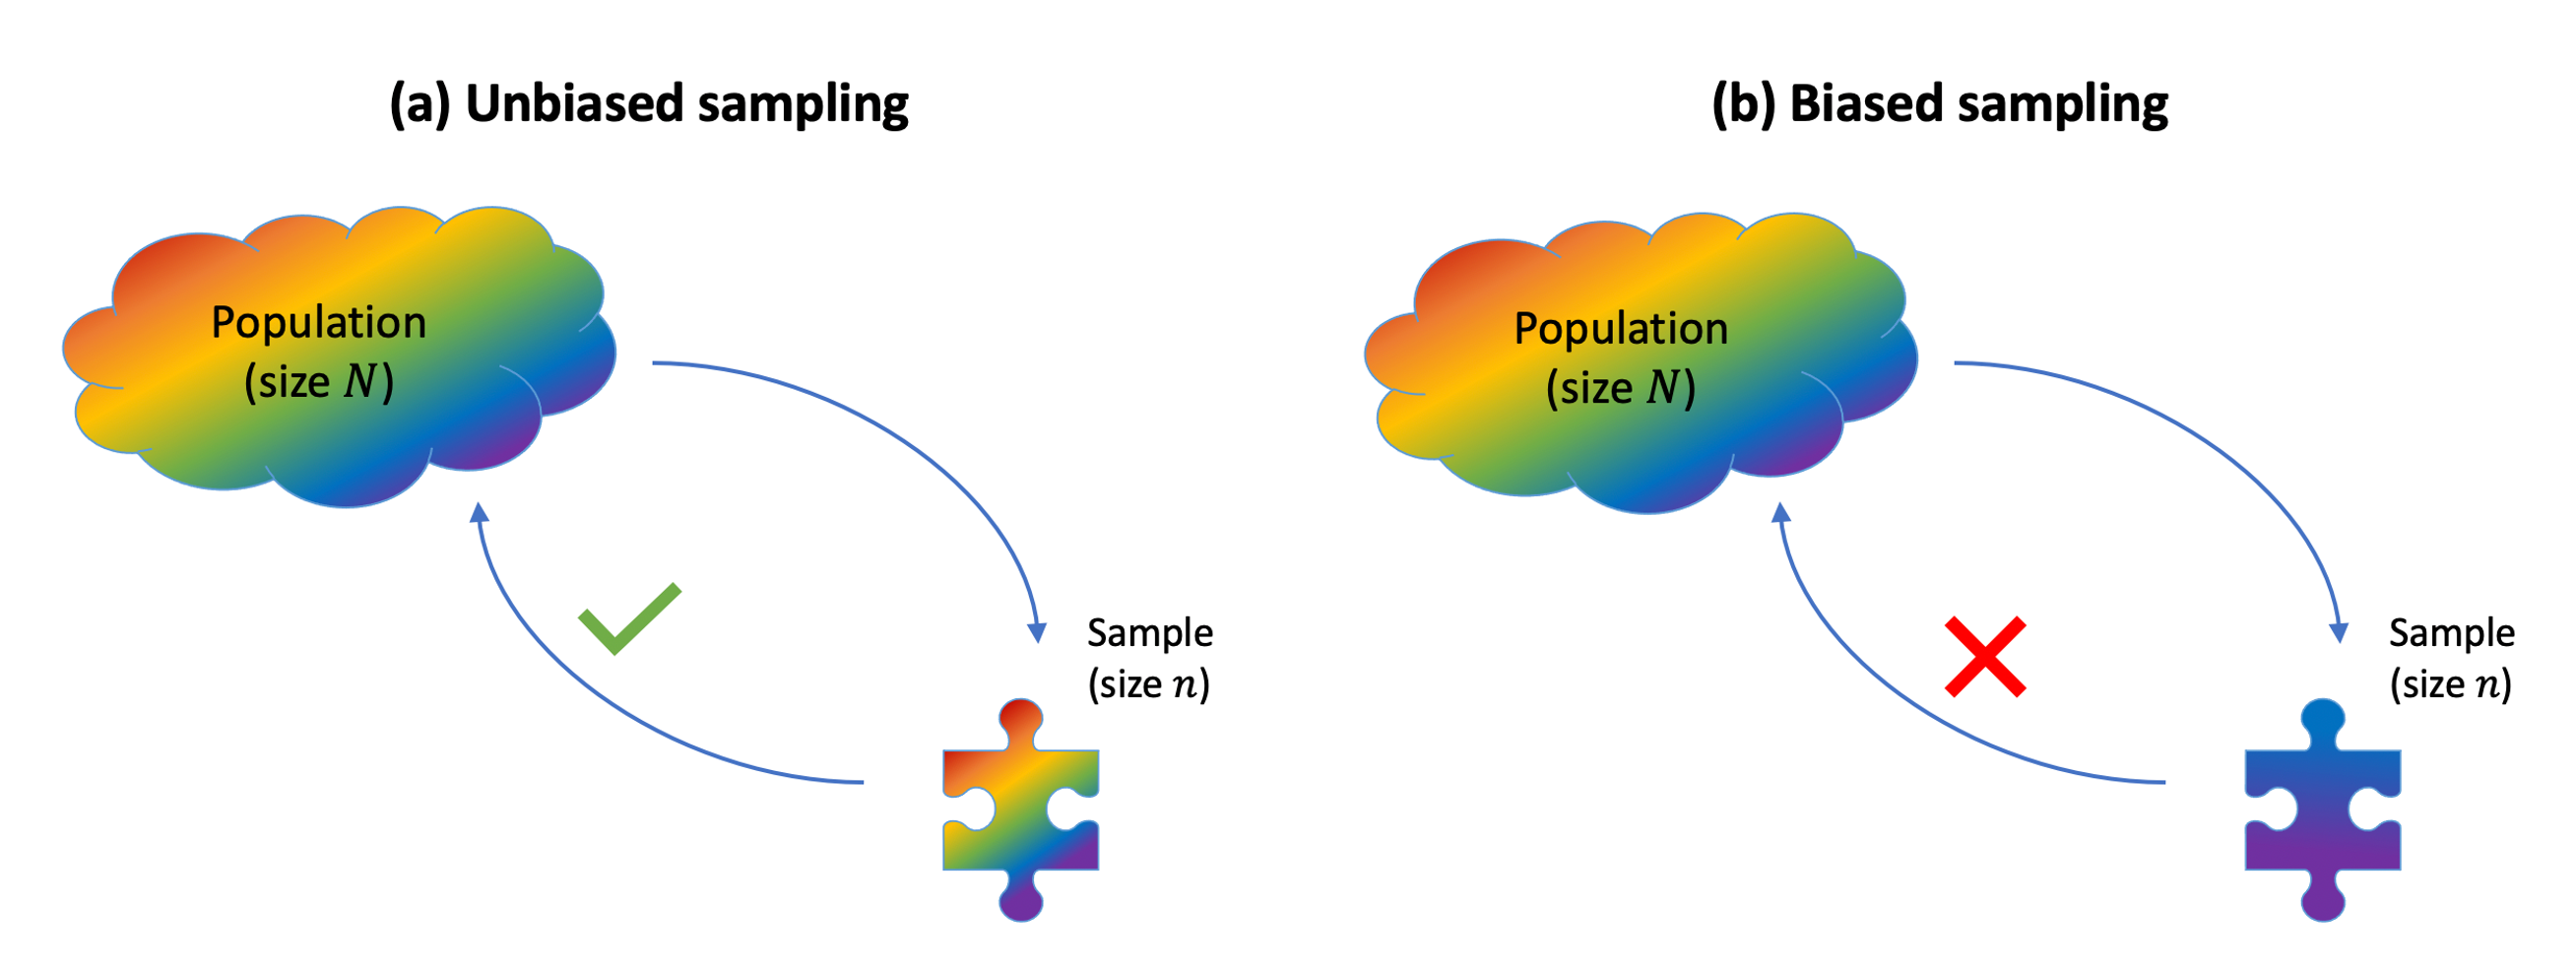 (a) Unbiased sampling
Population
(size N)
Sample
(size n)
(b) Biased sampling
Population
(size N)
Sample
(size n)